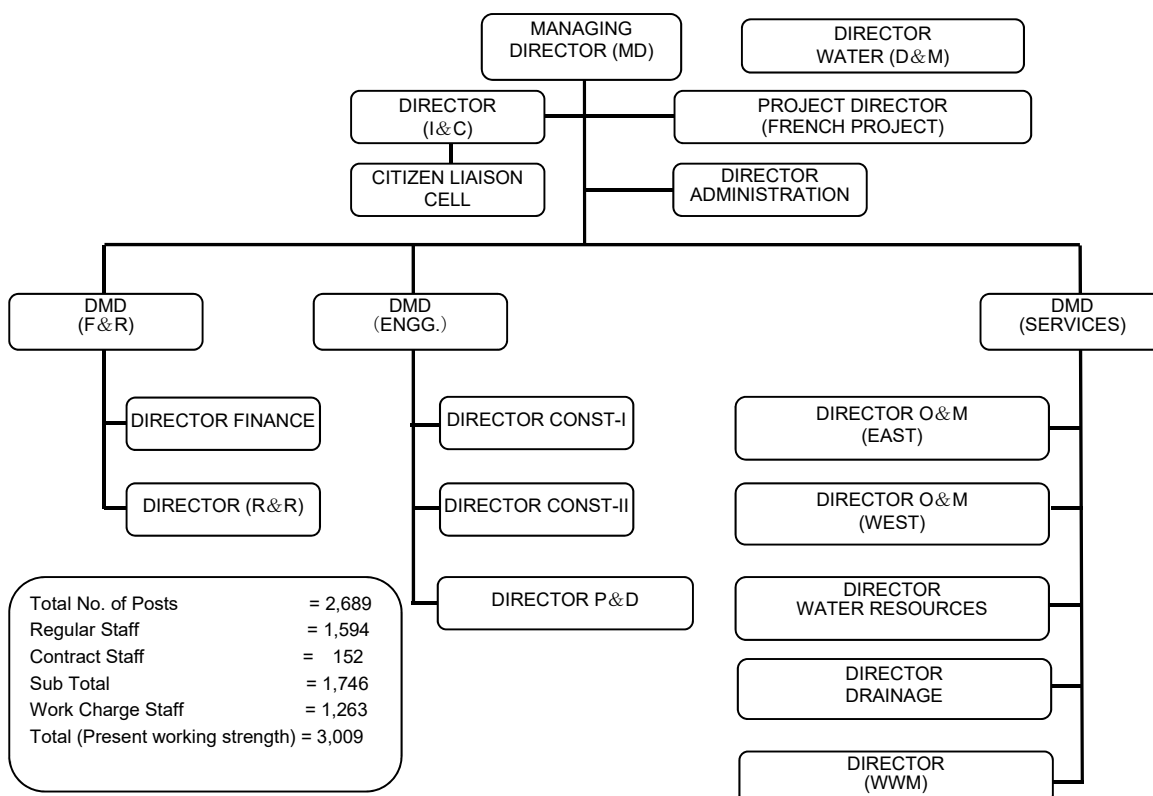 MANAGING
DIRECTOR (MD)
DIRECTOR
WATER (D&M)
DIRECTOR
(I&C)
PROJECT DIRECTOR
(FRENCH PROJECT)
CITIZEN LIAISON
CELL
DIRECTOR
ADMINISTRATION
DMD
(F&R)
DMD
(ENGG.)
DMD
(SERVICES)
DIRECTOR FINANCE
DIRECTOR (R&R)
DIRECTOR CONST-I
DIRECTOR CONST-II
DIRECTOR P&D
DIRECTOR O&M
(EAST)
DIRECTOR O&M
(WEST)
DIRECTOR
WATER RESOURCES
DIRECTOR
DRAINAGE
DIRECTOR
(WWM)
Total No. of Posts = 2,689
Regular Staff = 1,594
Contract Staff = 152
Sub Total = 1,746
Work Charge Staff = 1,263
Total (Present working strength) = 3,009